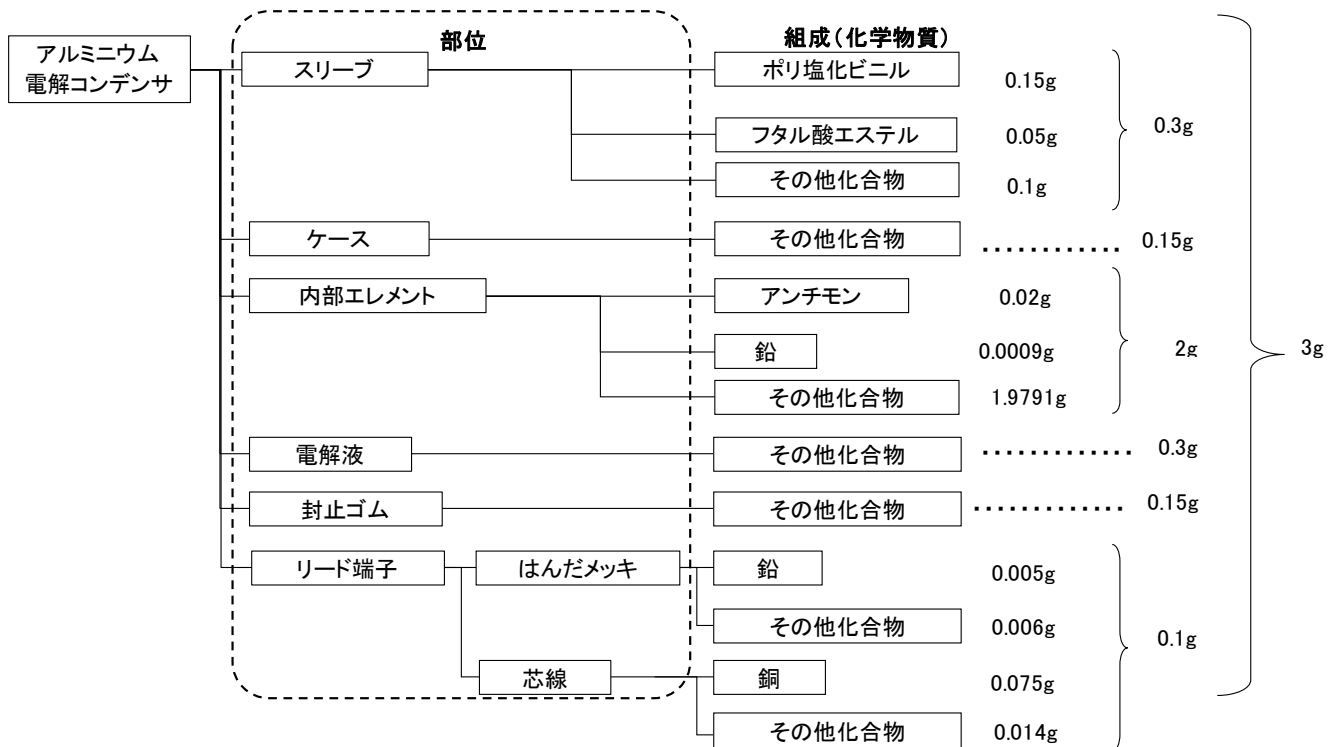 部位
組成(化学物質)
アルミニウム
電解コンデンサ
スリーブ
ポリ塩化ビニル
0.15g
0.3g
フタル酸エステル
0.05g
その他化合物
0.1g
ケース
その他化合物
............
0.15g
内部エレメント
アンチモン
0.02g
鉛
0.0009g
2g
3g
その他化合物
1.9791g
電解液
その他化合物
.............
0.3g
封止ゴム
その他化合物
.............
0.15g
リード端子
はんだメッキ
鉛
0.005g
その他化合物
0.006g
0.1g
芯線
銅
0.075g
その他化合物
0.014g